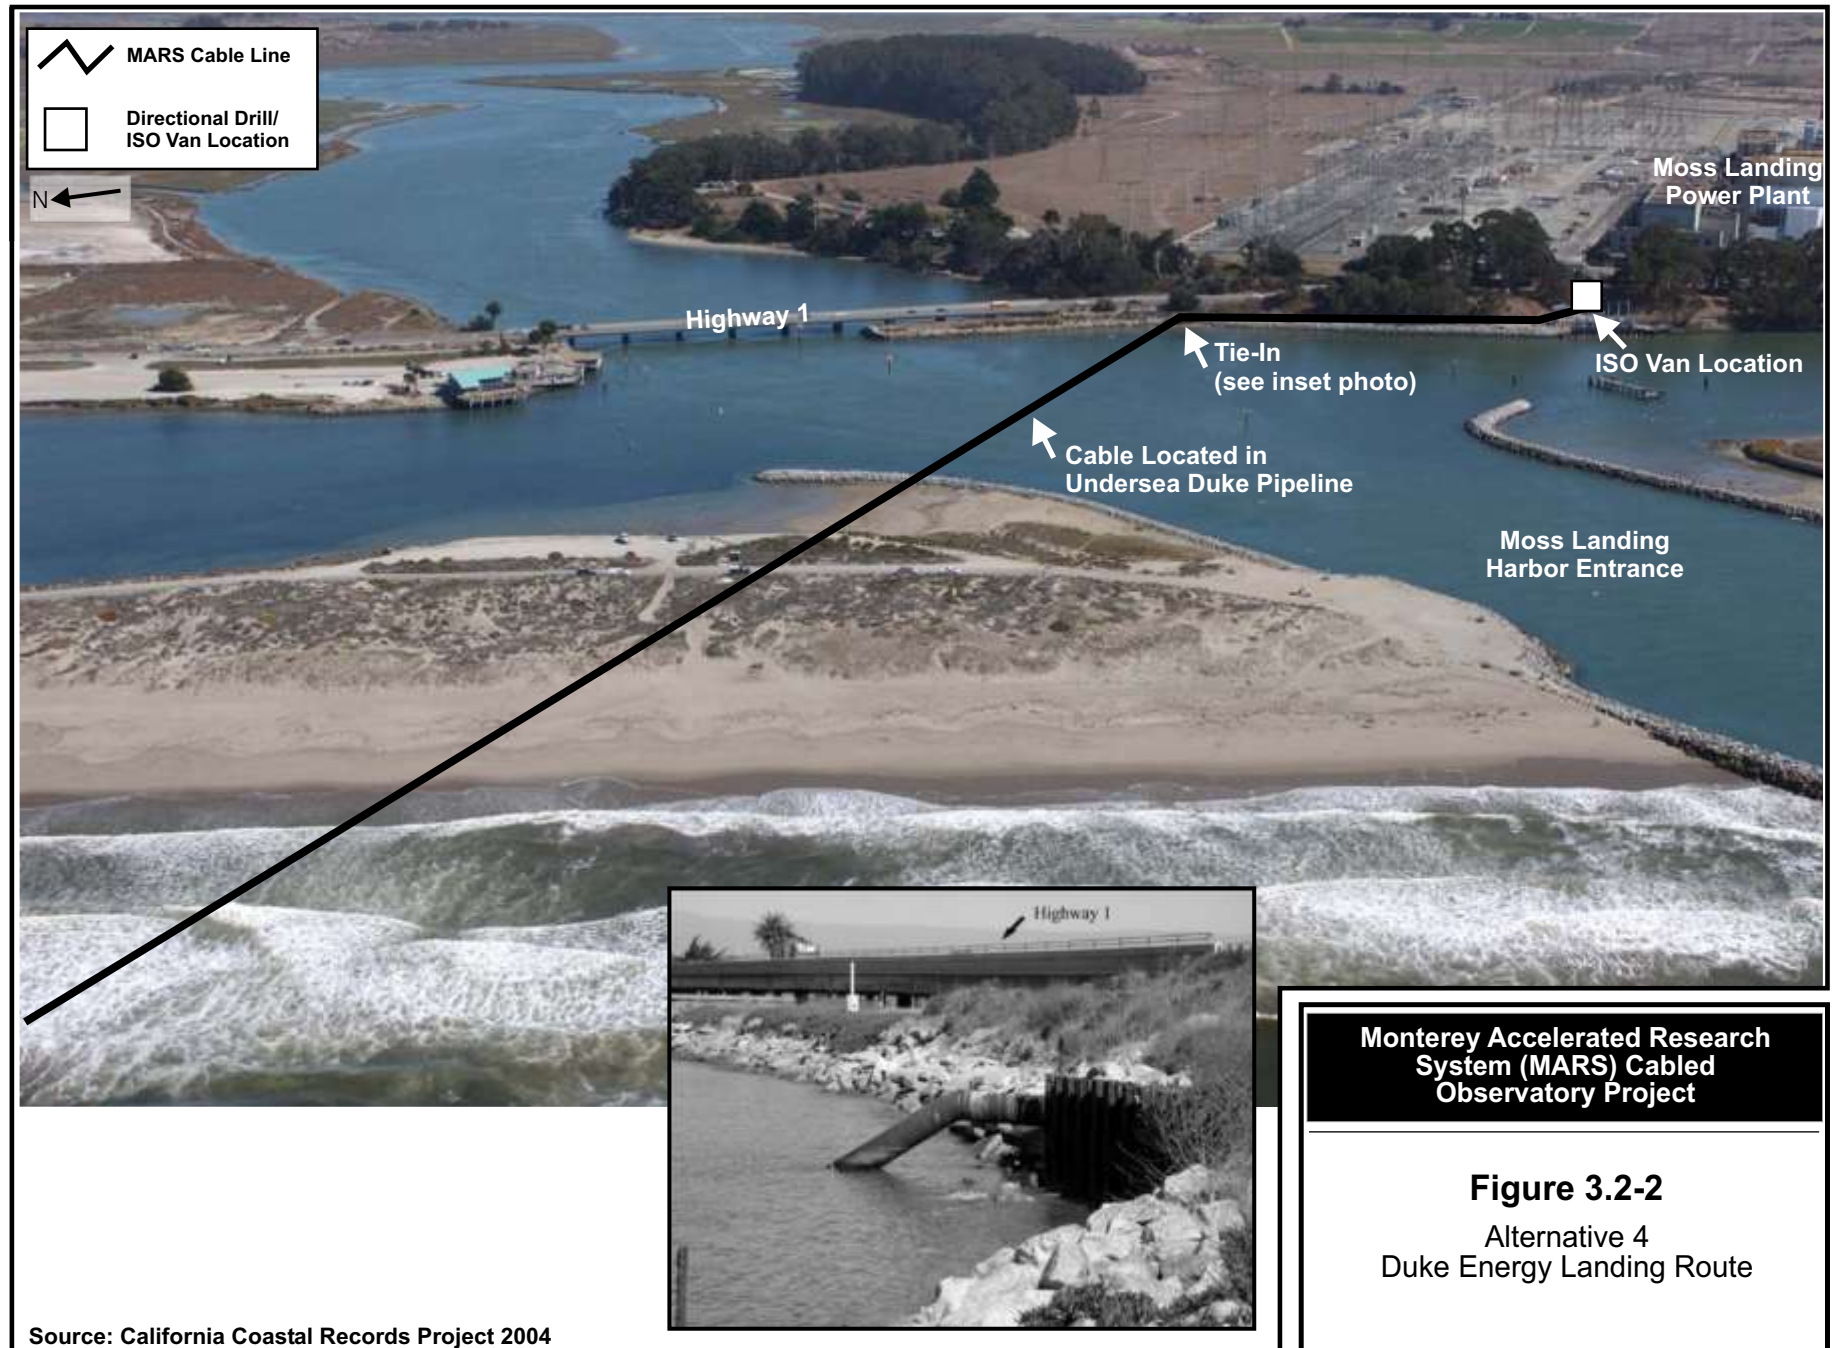 MARS Cable Line
Directional Drill/
ISO Van Location
N
Moss Landing
Power Plant
Highway 1
Tie-In
(see inset photo)
ISO Van Location
Cable Located in
Undersea Duke Pipeline
Moss Landing
Harbor Entrance
Highway 1
Monterey Accelerated Research
System (MARS) Cabled
Observatory Project
Figure 3.2-2
Alternative 4
Duke Energy Landing Route
Source: California Coastal Records Project 2004